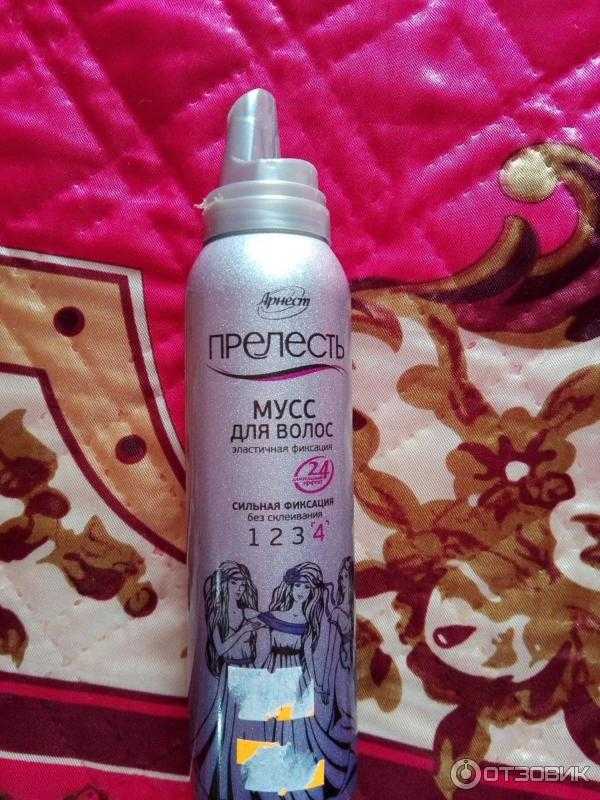 Арнест
ПРЕЛЕСТЬ
МУСС
ДЛЯ ВОЛОС
эластичная фиксация
24
СИЛЬНАЯ ФИКСАЦИЯ
без склеивания
1 2 3 4
ОТЗОВИК